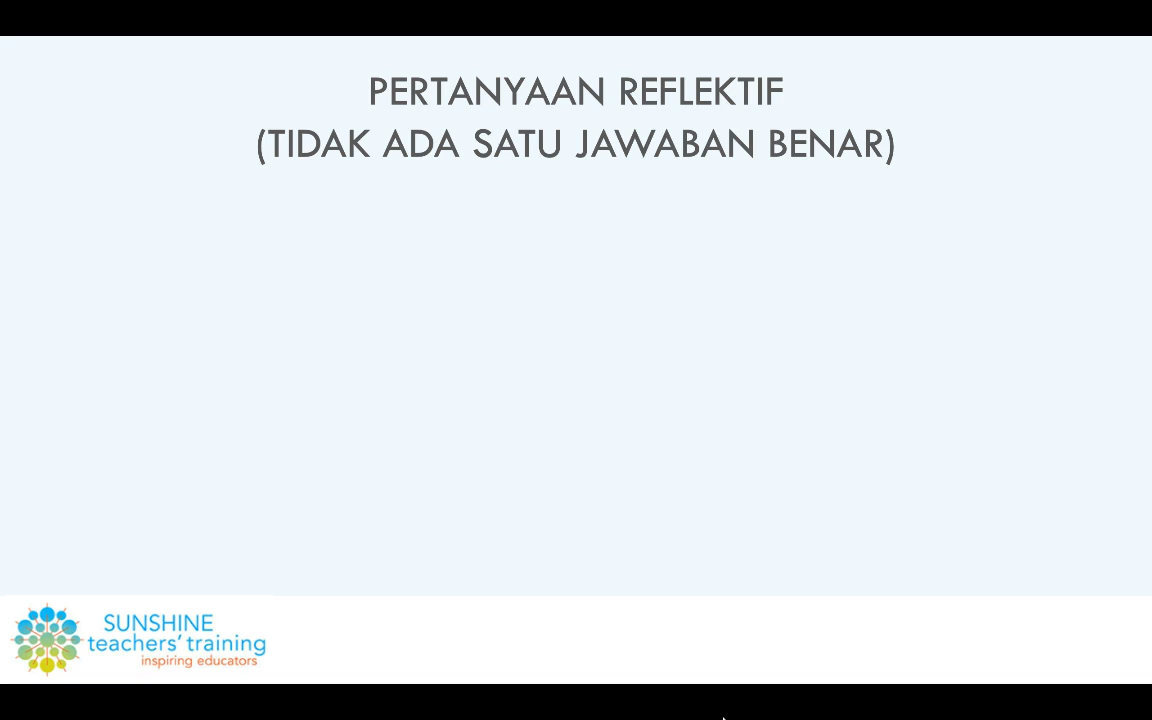 PERTANYAAN REFLEKTIF
(TIDAK ADA SATU JAWABAN BENAR)
SUNSHINE
teachers' training
inspiring educators